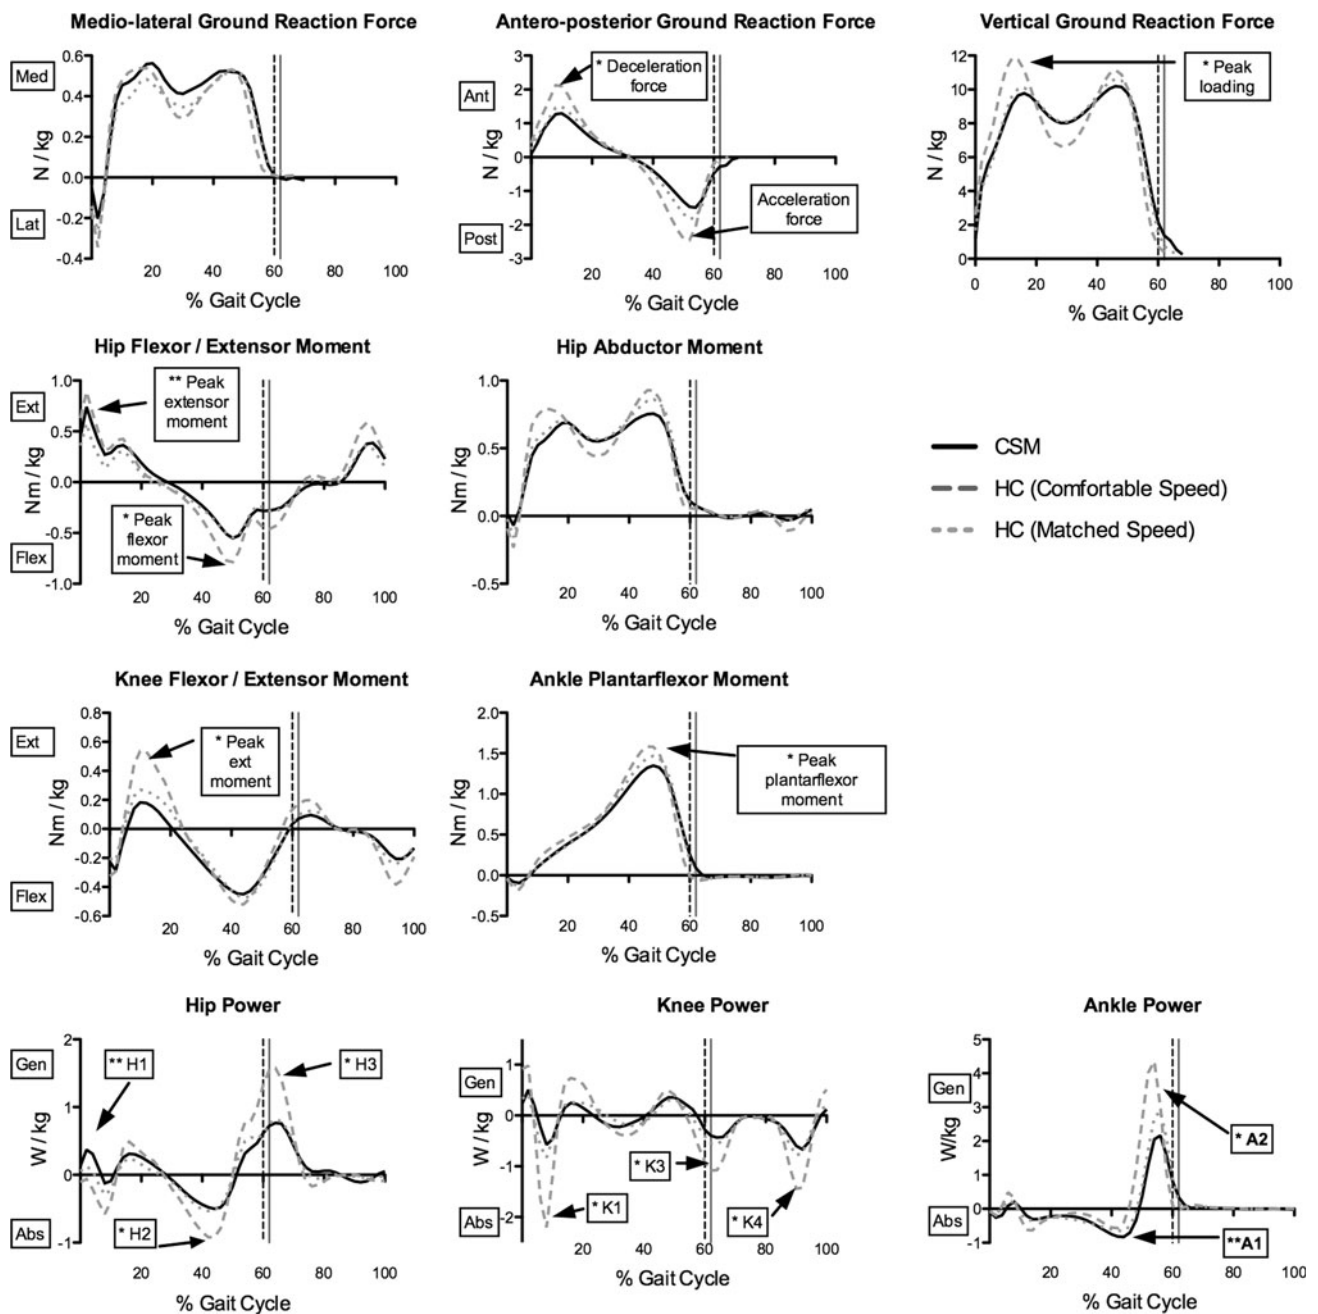 Medio-lateral Ground Reaction Force
Med
Lat
N / kg
0.6
0.4
0.2
0.0
-0.2
-0.4
20
40
60
80
100
% Gait Cycle
Antero-posterior Ground Reaction Force
Ant
Post
N / kg
3
2
1
0
-1
-2
-3
* Deceleration
force
Acceleration
force
20
40
60
80
100
% Gait Cycle
Vertical Ground Reaction Force
N / kg
12
10
8
6
4
2
0
* Peak
loading
0
20
40
60
80
100
% Gait Cycle
Hip Flexor / Extensor Moment
Ext
Flex
Nm / kg
1.0
0.5
0.0
-0.5
-1.0
** Peak
extensor
moment
* Peak
flexor
moment
20
40
60
80
100
% Gait Cycle
Hip Abductor Moment
Nm / kg
1.0
0.5
0.0
-0.5
20
40
60
80
100
% Gait Cycle
CSM
HC (Comfortable Speed)
HC (Matched Speed)
Knee Flexor / Extensor Moment
Ext
Flex
Nm / kg
0.8
0.6
0.4
0.2
0.0
-0.2
-0.4
-0.6
* Peak
ext
moment
20
40
60
80
100
% Gait Cycle
Ankle Plantarflexor Moment
Nm / kg
2.0
1.5
1.0
0.5
0.0
-0.5
* Peak
plantarflexor
moment
20
40
60
80
100
% Gait Cycle
Hip Power
Gen
Abs
W / kg
2
1
0
-1
** H1
* H3
* H2
20
40
60
80
100
% Gait Cycle
Knee Power
Gen
Abs
W / kg
1
0
-1
-2
* K3
* K1
* K4
20
40
60
80
100
% Gait Cycle
Ankle Power
Gen
Abs
W/kg
5
4
3
2
1
0
-1
* A2
**A1
20
40
60
80
100
% Gait Cycle